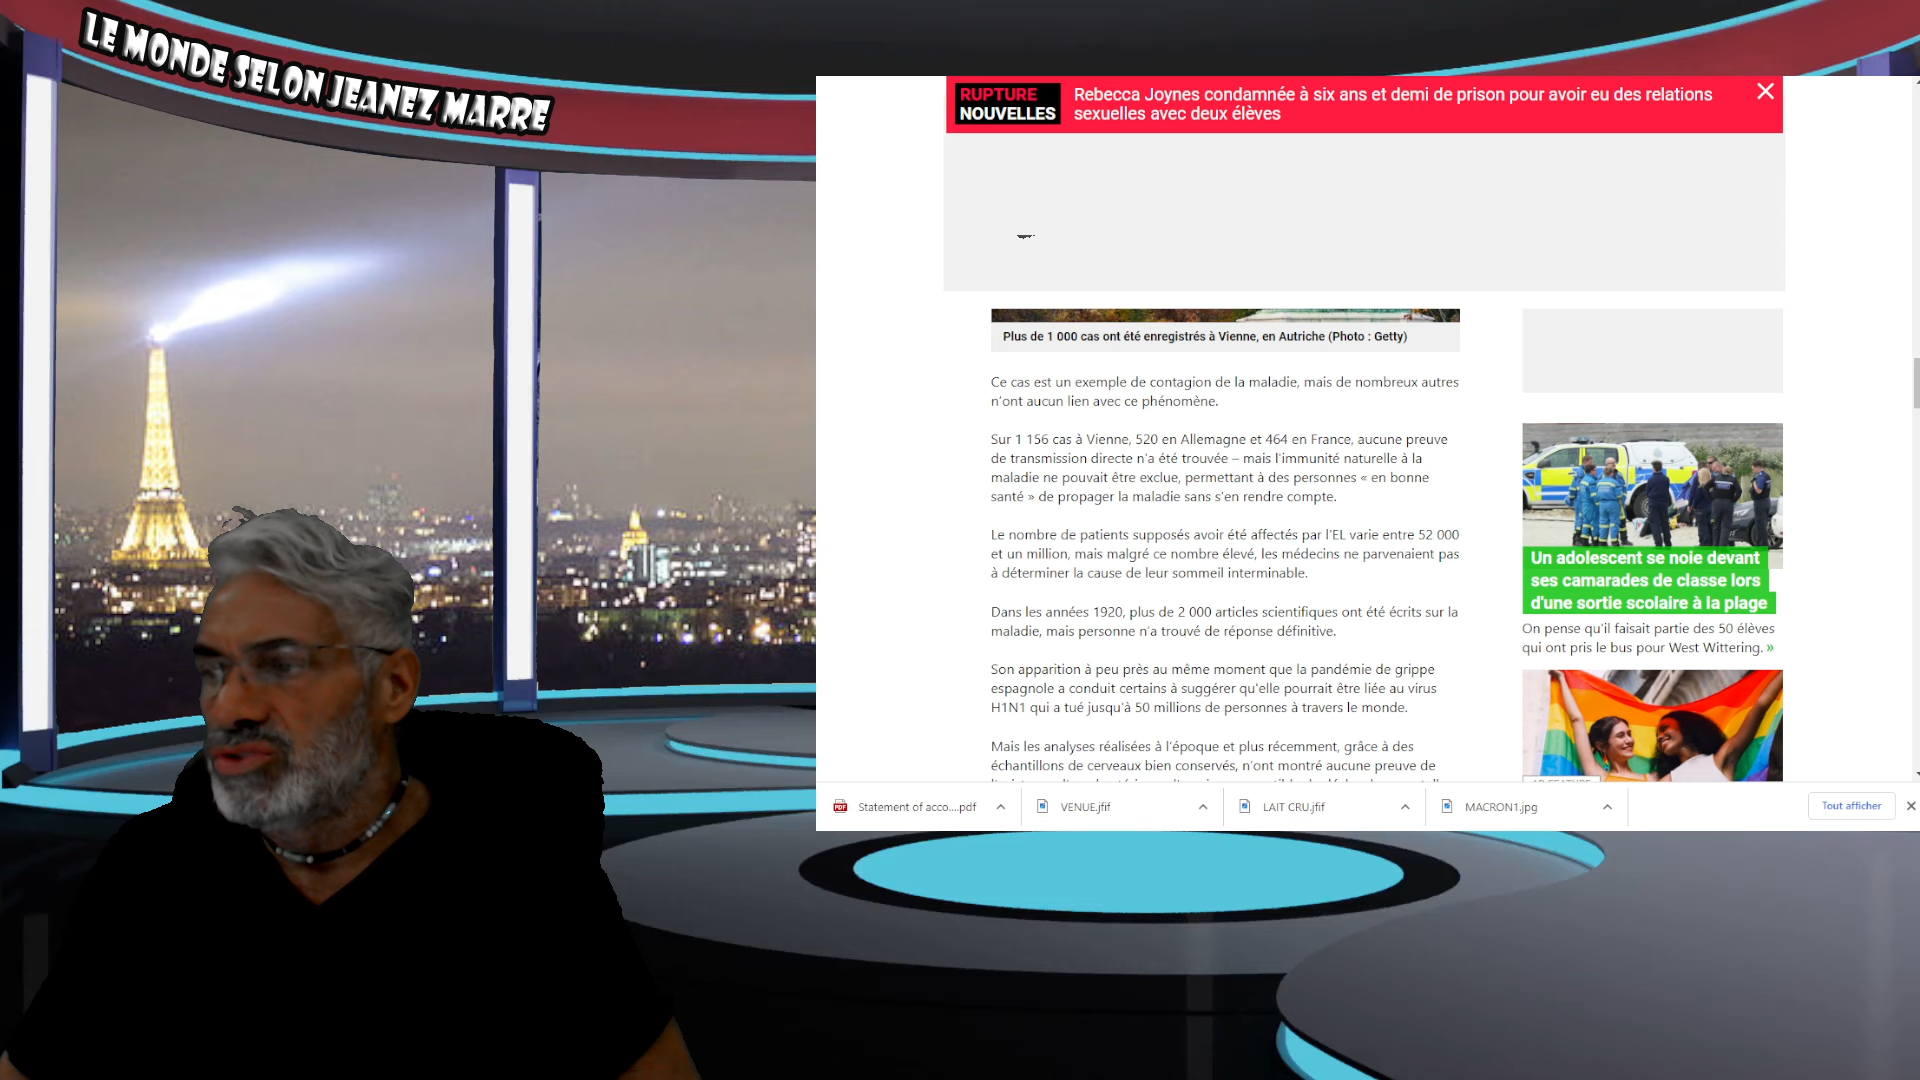 LE MONDE SELON JEANEZ MARRE
RUPTURE
NOUVELLES
Rebecca Joynes condamnée à six ans et demi de prison pour avoir eu des relations
sexuelles avec deux élèves
Plus de 1 000 cas ont été enregistrés à Vienne, en Autriche (Photo : Getty)
Ce cas est un exemple de contagion de la maladie, mais de nombreux autres
n'ont aucun lien avec ce phénomène.
Sur 1 156 cas à Vienne, 520 en Allemagne et 464 en France, aucune preuve
de transmission directe n'a été trouvée – mais l'immunité naturelle à la
maladie ne pouvait être exclue, permettant à des personnes « en bonne
santé » de propager la maladie sans s'en rendre compte.
Le nombre de patients supposés avoir été affectés par l'EL varie entre 52 000
et un million, mais malgré ce nombre élevé, les médecins ne parvenaient pas
à déterminer la cause de leur sommeil interminable.
Dans les années 1920, plus de 2 000 articles scientifiques ont été écrits sur la
maladie, mais personne n'a trouvé de réponse définitive.
Son apparition à peu près au même moment que la pandémie de grippe
espagnole a conduit certains à suggérer qu'elle pourrait être liée au virus
H1N1 qui a tué jusqu'à 50 millions de personnes à travers le monde.
Mais les analyses réalisées à l'époque et plus récemment, grâce à des
échantillons de cerveaux bien conservés, n'ont montré aucune preuve de
Un adolescent se noie devant
ses camarades de classe lors
d'une sortie scolaire à la plage
On pense qu'il faisait partie des 50 élèves
qui ont pris le bus pour West Wittering. »
Statement of acco....pdf
VENUE.jfif
LAIT CRU.jfif
MACRON1.jpg
Tout afficher